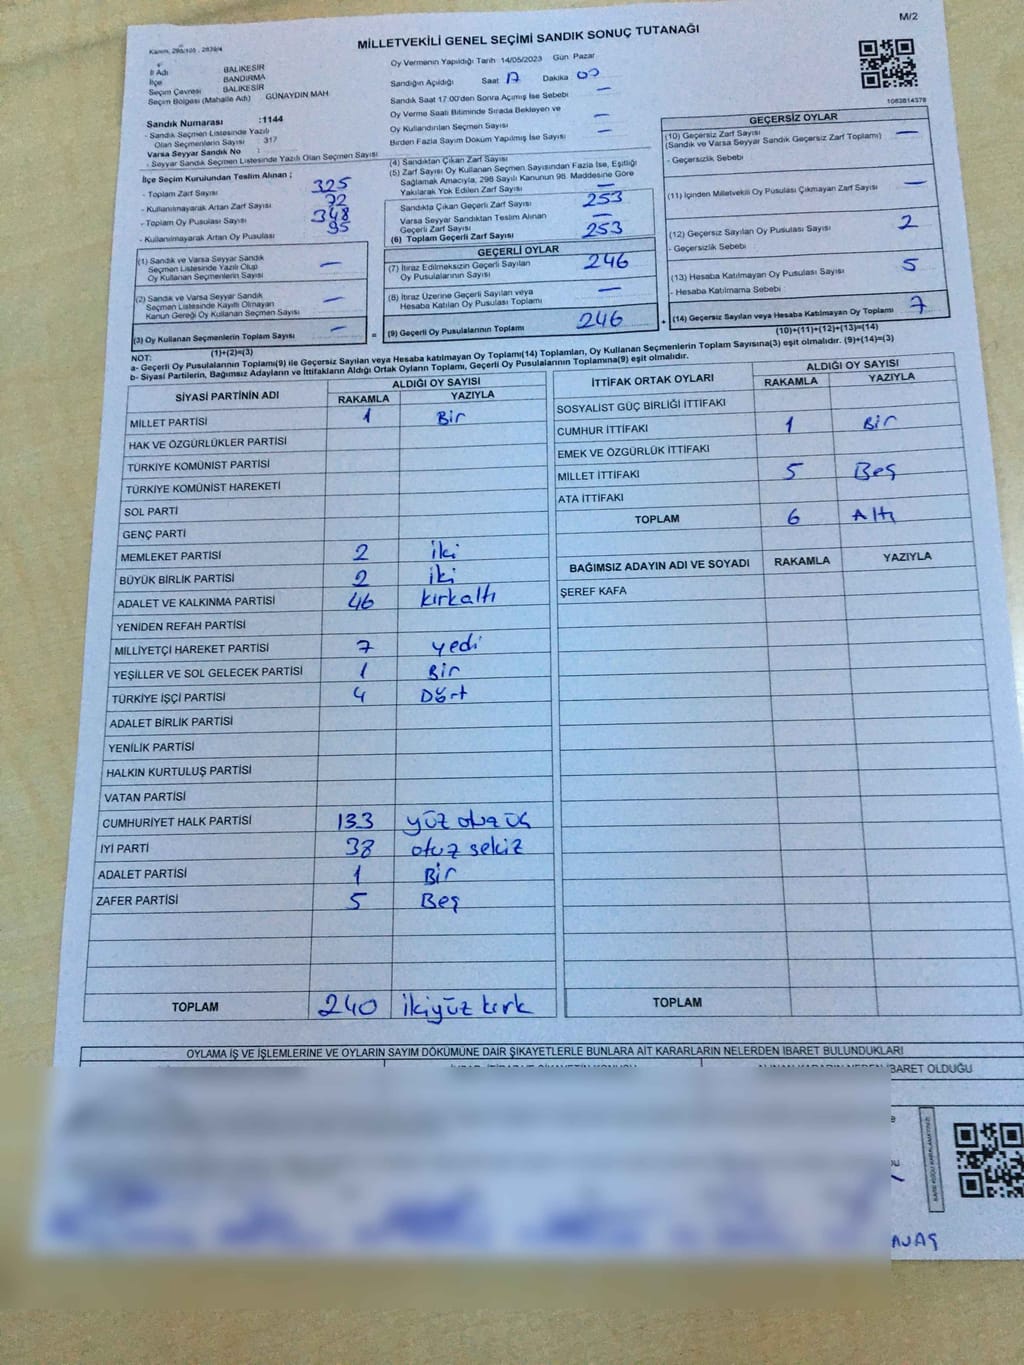 M/2
Kanun, 298/105 , 2839/4
MİLLETVEKİLİ GENEL SEÇİMİ SANDIK SONUÇ TUTANAĞI
İl Adı BALIKESİR
İlçe BANDIRMA
Seçim Çevresi BALIKESİR
Seçim Bölgesi (Mahalle Adı) GÜNAYDIN MAH
Sandık Numarası :1144
- Sandık Seçmen Listesinde Yazılı
Olan Seçmenlerin Sayısı : 317
Varsa Seyyar Sandık No :
- Seyyar Sandık Seçmen Listesinde Yazılı Olan Seçmen Sayısı
İlçe Seçim Kurulundan Teslim Alınan ;
- Toplam Zarf Sayısı 325
- Kullanılmayarak Artan Zarf Sayısı 72
- Toplam Oy Pusulası Sayısı 348
- Kullanılmayarak Artan Oy Pusulası 95
(1) Sandık ve Varsa Seyyar Sandık
Seçmen Listesinde Yazılı Olup
Oy Kullanan Seçmenlerin Sayısı —
(2) Sandık ve Varsa Seyyar Sandık
Seçmen Listesinde Kayıtlı Olmayan
Kanun Gereği Oy Kullanan Seçmen Sayısı —
(3) Oy Kullanan Seçmenlerin Toplam Sayısı —
(1)+(2)=(3)
Oy Vermenin Yapıldığı Tarih 14/05/2023 Gün Pazar
Sandığın Açıldığı Saat 17 Dakika 00
Sandık Saat 17:00'den Sonra Açılmış İse Sebebi —
Oy Verme Saati Bitiminde Sırada Bekleyen ve
Oy Kullandırılan Seçmen Sayısı —
Birden Fazla Sayım Döküm Yapılmış İse Sayısı —
(4) Sandıktan Çıkan Zarf Sayısı
(5) Zarf Sayısı Oy Kullanan Seçmen Sayısından Fazla İse, Eşitliği
Sağlamak Amacıyla, 298 Sayılı Kanunun 98. Maddesine Göre
Yakılarak Yok Edilen Zarf Sayısı —
Sandıkta Çıkan Geçerli Zarf Sayısı 253
Varsa Seyyar Sandıktan Teslim Alınan
Geçerli Zarf Sayısı —
(6) Toplam Geçerli Zarf Sayısı 253
GEÇERLİ OYLAR
(7) İtiraz Edilmeksizin Geçerli Sayılan
Oy Pusulalarının Sayısı 246
(8) İtiraz Üzerine Geçerli Sayılan veya
Hesaba Katılan Oy Pusulası Toplamı —
= (9) Geçerli Oy Pusulalarının Toplamı 246 +
1083814378
GEÇERSİZ OYLAR
(10) Geçersiz Zarf Sayısı —
(Sandık ve Varsa Seyyar Sandık Geçersiz Zarf Toplamı)
- Geçersizlik Sebebi
(11) İçinden Milletvekili Oy Pusulası Çıkmayan Zarf Sayısı —
(12) Geçersiz Sayılan Oy Pusulası Sayısı 2
- Geçersizlik Sebebi
(13) Hesaba Katılmayan Oy Pusulası Sayısı 5
- Hesaba Katılmama Sebebi
(14) Geçersiz Sayılan veya Hesaba Katılmayan Oy Toplamı 7
(10)+(11)+(12)+(13)=(14)
NOT:
a- Geçerli Oy Pusulalarının Toplamı(9) ile Geçersiz Sayılan veya Hesaba katılmayan Oy Toplamı(14) Toplamları, Oy Kullanan Seçmenlerin Toplam Sayısına(3) eşit olmalıdır. (9)+(14)=(3)
b- Siyasi Partilerin, Bağımsız Adayların ve İttifakların Aldığı Ortak Oyların Toplamı, Geçerli Oy Pusulalarının Toplamına(9) eşit olmalıdır.
SİYASİ PARTİNİN ADI ALDIĞI OY SAYISI
RAKAMLA YAZIYLA
MİLLET PARTİSİ 1 Bir
HAK VE ÖZGÜRLÜKLER PARTİSİ
TÜRKİYE KOMÜNİST PARTİSİ
TÜRKİYE KOMÜNİST HAREKETİ
SOL PARTİ
GENÇ PARTİ
MEMLEKET PARTİSİ 2 iki
BÜYÜK BİRLİK PARTİSİ 2 iki
ADALET VE KALKINMA PARTİSİ 46 kırkaltı
YENİDEN REFAH PARTİSİ
MİLLİYETÇİ HAREKET PARTİSİ 7 yedi
YEŞİLLER VE SOL GELECEK PARTİSİ 1 Bir
TÜRKİYE İŞÇİ PARTİSİ 4 Dört
ADALET BİRLİK PARTİSİ
YENİLİK PARTİSİ
HALKIN KURTULUŞ PARTİSİ
VATAN PARTİSİ
CUMHURİYET HALK PARTİSİ 133 yüz otuz üç
İYİ PARTİ 38 otuz sekiz
ADALET PARTİSİ 1 Bir
ZAFER PARTİSİ 5 Beş
TOPLAM 240 ikiyüz kırk
İTTİFAK ORTAK OYLARI ALDIĞI OY SAYISI
RAKAMLA YAZIYLA
SOSYALİST GÜÇ BİRLİĞİ İTTİFAKI
CUMHUR İTTİFAKI 1 Bir
EMEK VE ÖZGÜRLÜK İTTİFAKI
MİLLET İTTİFAKI 5 Beş
ATA İTTİFAKI
TOPLAM 6 Altı
BAĞIMSIZ ADAYIN ADI VE SOYADI RAKAMLA YAZIYLA
ŞEREF KAFA
TOPLAM
OYLAMA İŞ VE İŞLEMLERİNE VE OYLARIN SAYIM DÖKÜMÜNE DAİR ŞİKAYETLERLE BUNLARA AİT KARARLARIN NELERDEN İBARET BULUNDUKLARI
İBARET OLDUĞU